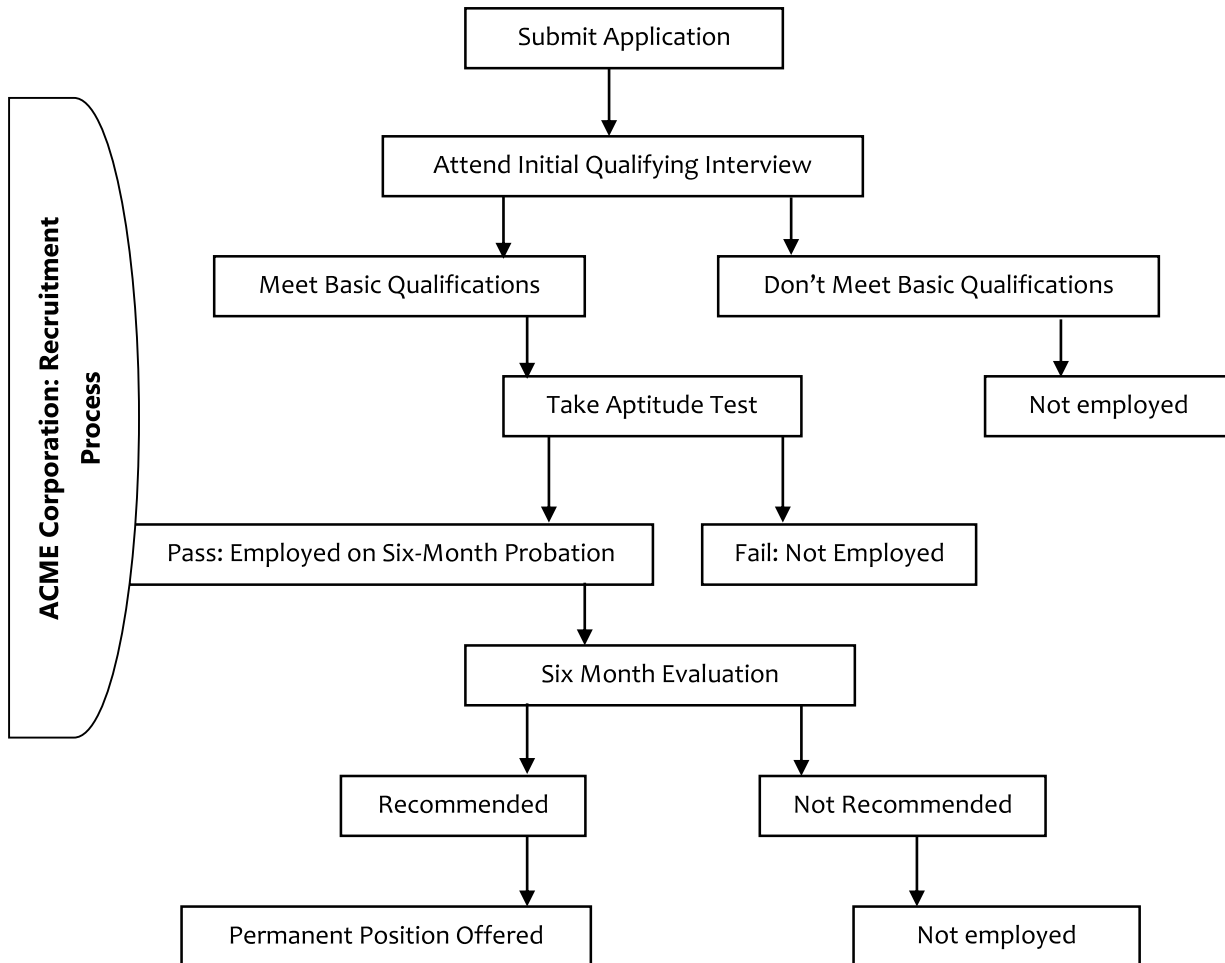 Submit Application
Attend Initial Qualifying Interview
Meet Basic Qualifications
Don’t Meet Basic Qualifications
Take Aptitude Test
Not employed
ACME Corporation: Recruitment
Process
Pass: Employed on Six-Month Probation
Fail: Not Employed
Six Month Evaluation
Recommended
Not Recommended
Permanent Position Offered
Not employed